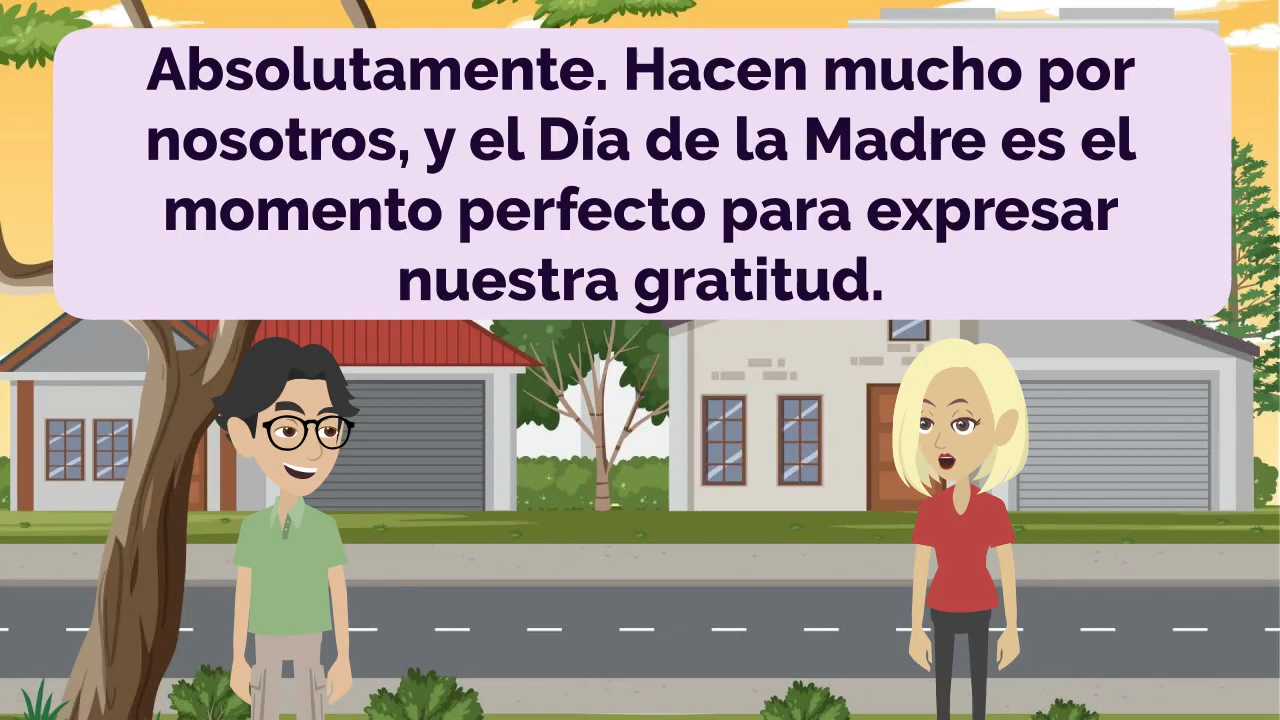 Absolutamente. Hacen mucho por
nosotros, y el Día de la Madre es el
momento perfecto para expresar
nuestra gratitud.